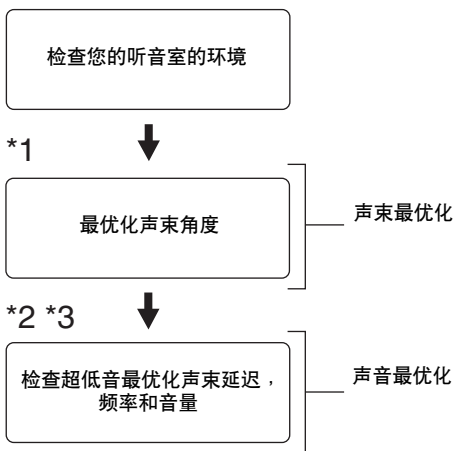 检查您的听音室的环境
*1
最优化声束角度
声束最优化
*2 *3
检查超低音最优化声束延迟，
频率和音量
声音最优化